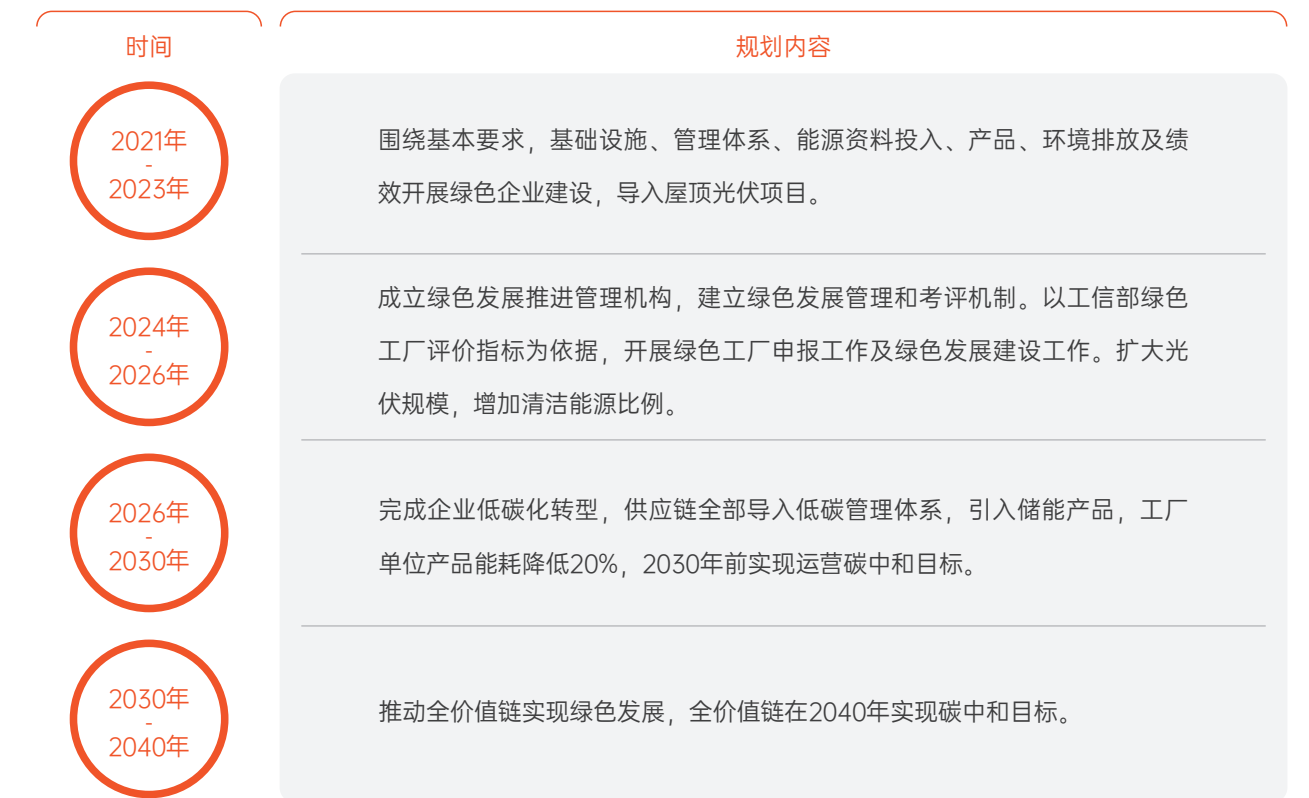 时间
规划内容
2021年
-
2023年
围绕基本要求，基础设施、管理体系、能源资料投入、产品、环境排放及绩
效开展绿色企业建设，导入屋顶光伏项目。
2024年
-
2026年
成立绿色发展推进管理机构，建立绿色发展管理和考评机制。以工信部绿色
工厂评价指标为依据，开展绿色工厂申报工作及绿色发展建设工作。扩大光
伏规模，增加清洁能源比例。
2026年
-
2030年
完成企业低碳化转型，供应链全部导入低碳管理体系，引入储能产品，工厂
单位产品能耗降低20%，2030年前实现运营碳中和目标。
2030年
-
2040年
推动全价值链实现绿色发展，全价值链在2040年实现碳中和目标。